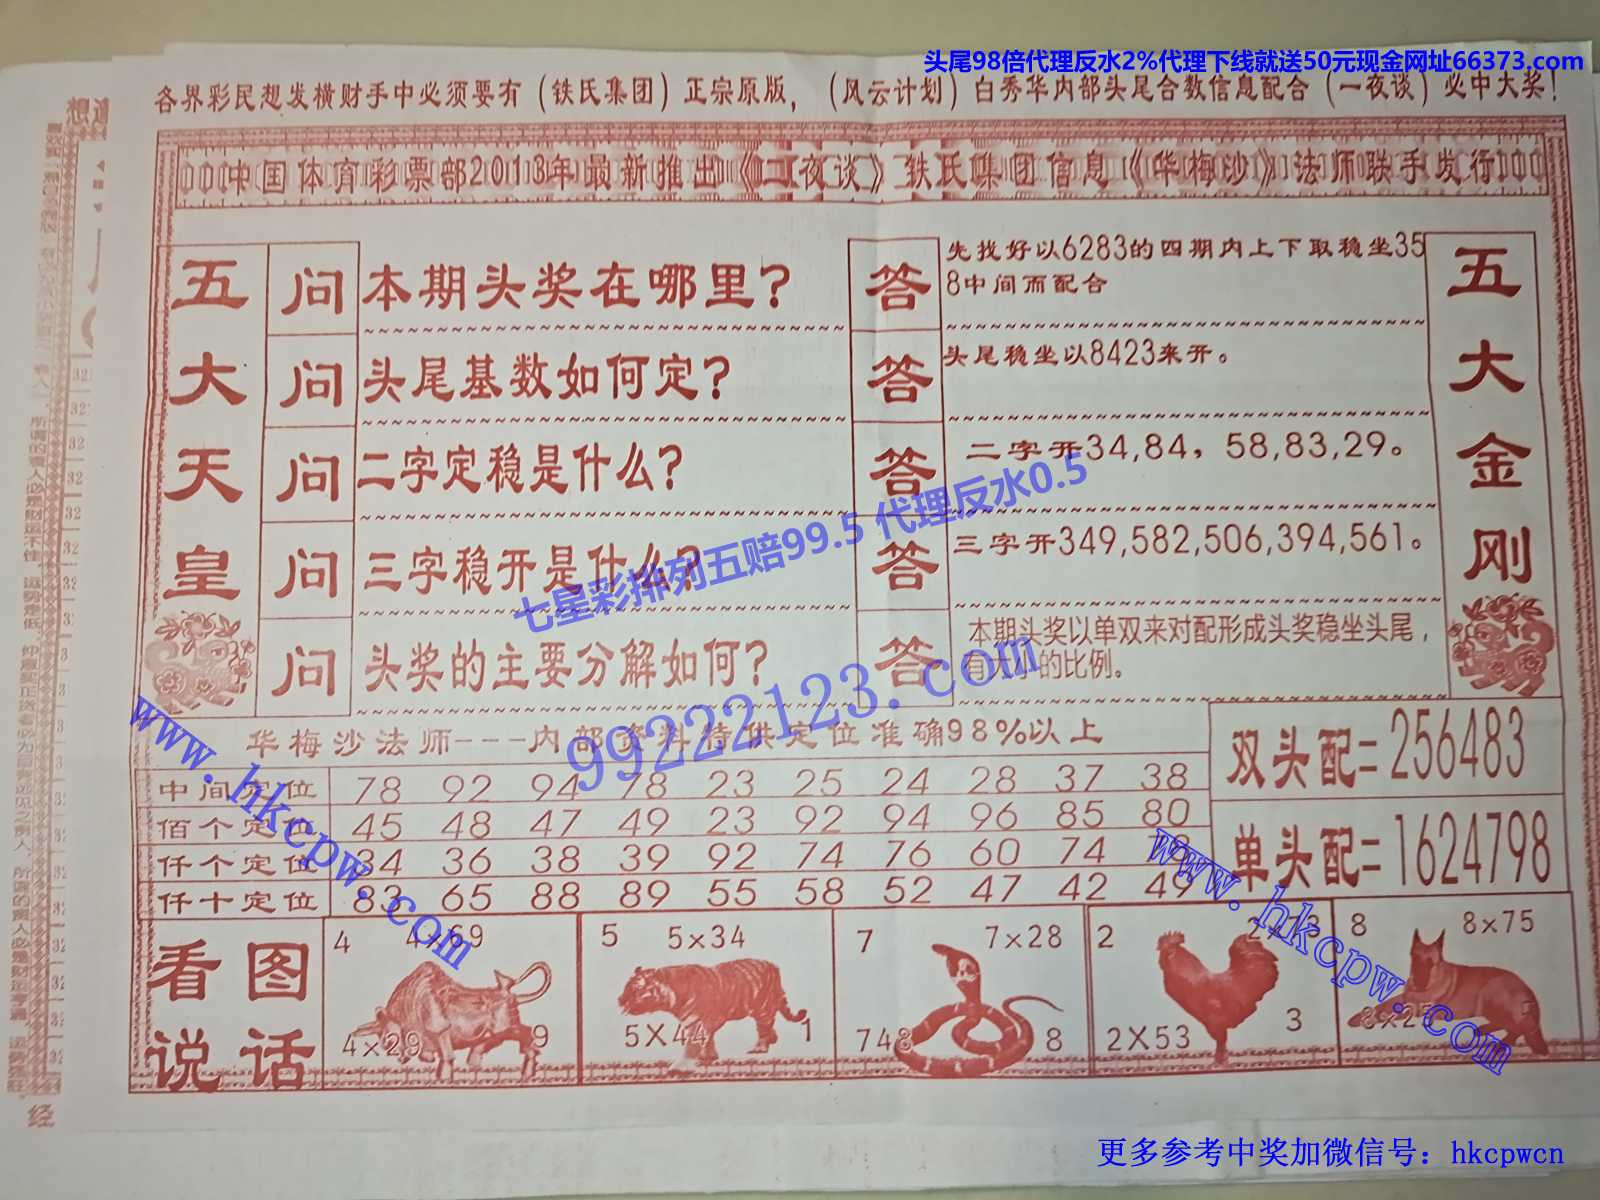 头尾98倍代理反水2%代理下线就送50元现金网址66373.com
各界彩民想发横财手中必须要有（铁氏集团）正宗原版，（风云计划）白秀华内部头尾合数信息配合（一夜谈）必中大奖！
中国体育彩票部2013年最新推出《二夜谈》铁氏集团信息《华梅沙》法师联手发行
五大天皇
问 本期头奖在哪里？
答 先找好以6283的四期内上下取稳坐35
8中间而配合
问 头尾基数如何定？
答 头尾稳坐以8423来开。
问 二字定稳是什么？
答 二字开34,84，58,83,29。
问 三字稳开是什么？
答 三字开349,582,506,394,561。
问 头奖的主要分解如何？
答 本期头奖以单双来对配形成头奖稳坐头尾，
有大小的比例。
五大金刚
七星彩排列五赔99.5 代理反水0.5
99222123.com
www.hkcpw.com
华梅沙法师---内部资料特供定位准确98%以上
中间定位 78 92 94 78 23 25 24 28 37 38
佰个定位 45 48 47 49 23 92 94 96 85 80
仟个定位 34 36 38 39 92 74 76 60 74
仟十定位 83 65 88 89 55 58 52 47 42 49
双头配=256483
单头配=1624798
www.hkcpw.com
看图
说话
4 4×69
4×29 9
5 5×34
5×44 1
7 7×28
748 8
2 2×73
2×53 3
8 8×75
8×25
更多参考中奖加微信号：hkcpwcn